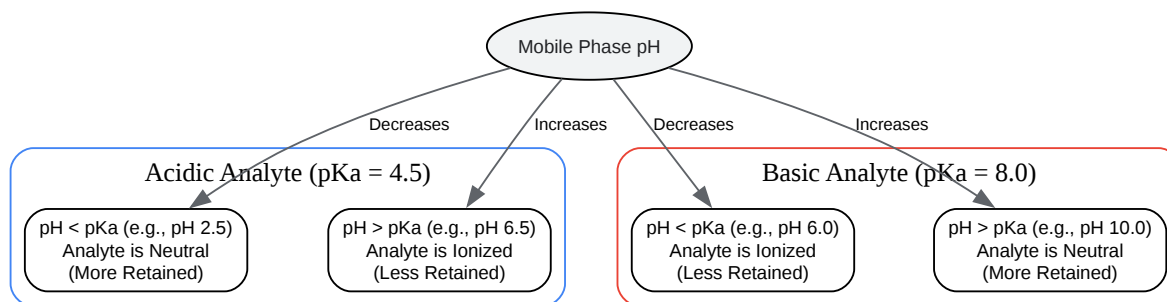 Mobile Phase pH
Decreases
Increases
Decreases
Increases
Acidic Analyte (pKa = 4.5)
Basic Analyte (pKa = 8.0)
pH < pKa (e.g., pH 2.5)
Analyte is Neutral
(More Retained)
pH > pKa (e.g., pH 6.5)
Analyte is Ionized
(Less Retained)
pH < pKa (e.g., pH 6.0)
Analyte is Ionized
(Less Retained)
pH > pKa (e.g., pH 10.0)
Analyte is Neutral
(More Retained)